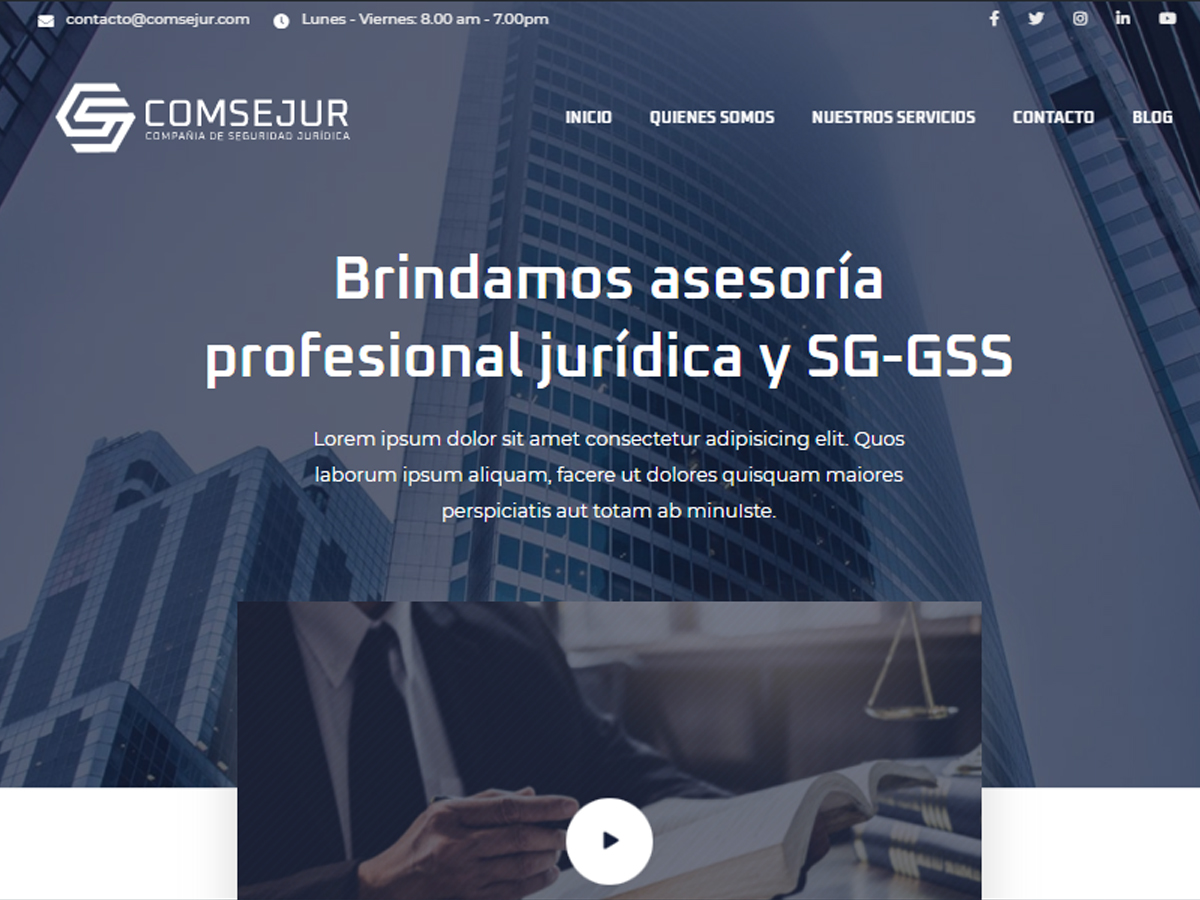 contacto@comsejur.com Lunes - Viernes: 8.00 am - 7.00pm
COMSEJUR
COMPAÑIA DE SEGURIDAD JURÍDICA
INICIO QUIENES SOMOS NUESTROS SERVICIOS CONTACTO BLOG
Brindamos asesoría
profesional jurídica y SG-GSS
Lorem ipsum dolor sit amet consectetur adipisicing elit. Quos
laborum ipsum aliquam, facere ut dolores quisquam maiores
perspiciatis aut totam ab minulste.